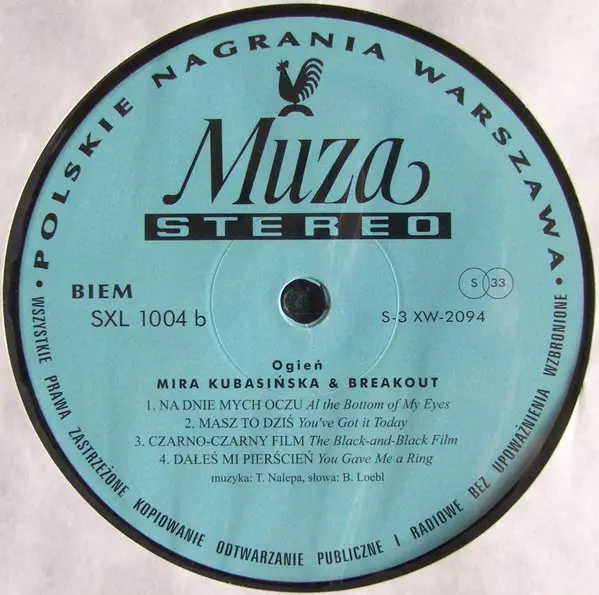 • POLSKIE NAGRANIA WARSZAWA •
Muza
STEREO
BIEM
SXL 1004 b
S 33
S-3 XW-2094
Ogień
MIRA KUBASIŃSKA & BREAKOUT
1. NA DNIE MYCH OCZU Al the Bottom of My Eyes
2. MASZ TO DZIŚ You've Got it Today
3. CZARNO-CZARNY FILM The Black-and-Black Film
4. DAŁEŚ MI PIERŚCIEŃ You Gave Me a Ring
muzyka: T. Nalepa, słowa: B. Loebl
WSZYSTKIE PRAWA ZASTRZEŻONE KOPIOWANIE ODTWARZANIE PUBLICZNE I RADIOWE BEZ UPOWAŻNIENIA WZBRONIONE